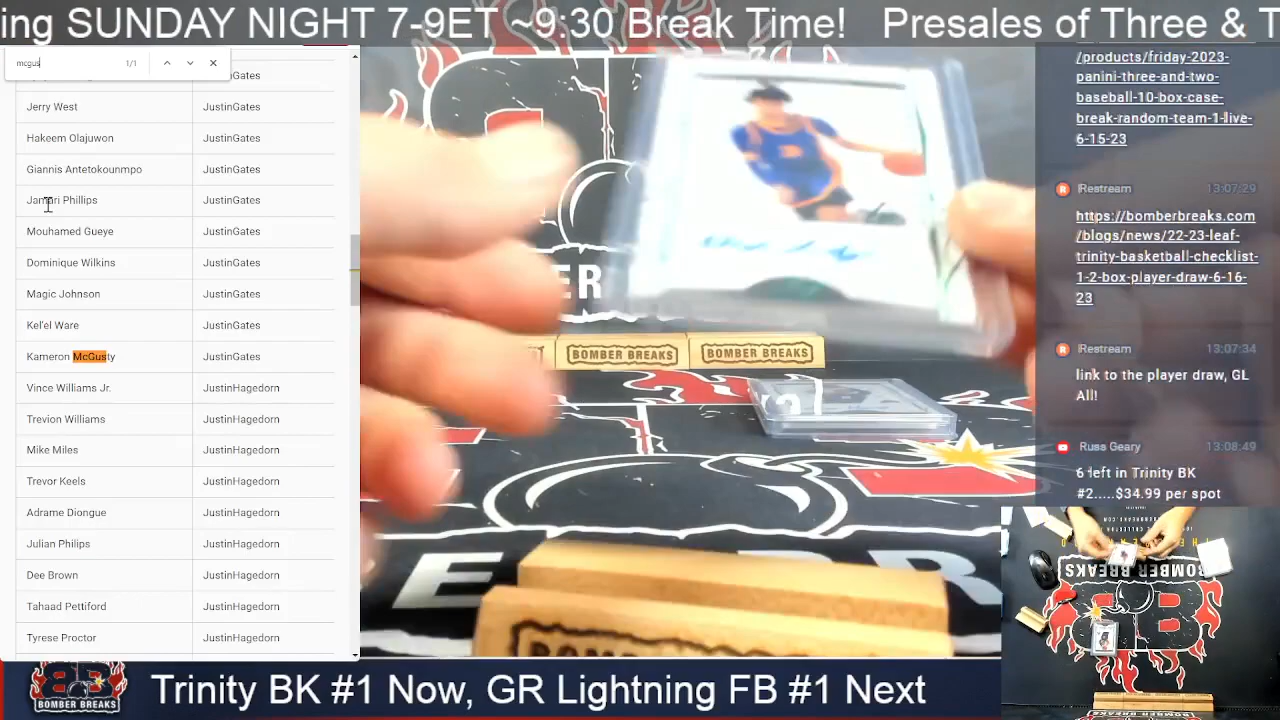 ing SUNDAY NIGHT 7-9ET ~9:30 Break Time! Presales of Three & T
mcgus 1/1
JustinGates
Jerry West JustinGates
Hakeem Olajuwon JustinGates
Giannis Antetokounmpo JustinGates
Jamari Phillips JustinGates
Mouhamed Gueye JustinGates
Dominique Wilkins JustinGates
Magic Johnson JustinGates
Kel'el Ware JustinGates
Kameron McGusty JustinGates
Vince Williams Jr. JustinHagedorn
Trevion Williams JustinHagedorn
Mike Miles JustinHagedorn
Trevor Keels JustinHagedorn
Adrame Diongue JustinHagedorn
Julian Philips JustinHagedorn
Dee Brown JustinHagedorn
Tahaad Pettiford JustinHagedorn
Tyrese Proctor JustinHagedorn
ER
BOMBER BREAKS
BOMBER BREAKS
/products/friday-2023-
panini-three-and-two-
baseball-10-box-case-
break-random-team-1-live-
6-15-23
Restream 13:07:29
https://bomberbreaks.com
/blogs/news/22-23-leaf-
trinity-basketball-checklist-
1-2-box-player-draw-6-16-
23
Restream 13:07:34
link to the player draw, GL
All!
Russ Geary 13:08:49
6 left in Trinity BK
#2.....$34.99 per spot
BOMBER BREAKS
BOMBER BREAKS
Trinity BK #1 Now, GR Lightning FB #1 Next